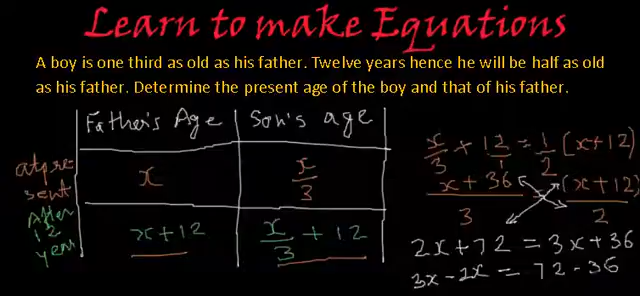 Learn to make Equations
A boy is one third as old as his father. Twelve years hence he will be half as old
as his father. Determine the present age of the boy and that of his father.
Father's Age Son's age
at pre
sent x x/3
After
12
year x+12 x/3 + 12
x/3 + 12/1 = 1/2 (x+12)
x+36/3 = (x+12)/2
2x+72 = 3x+36
3x-2x = 72-36